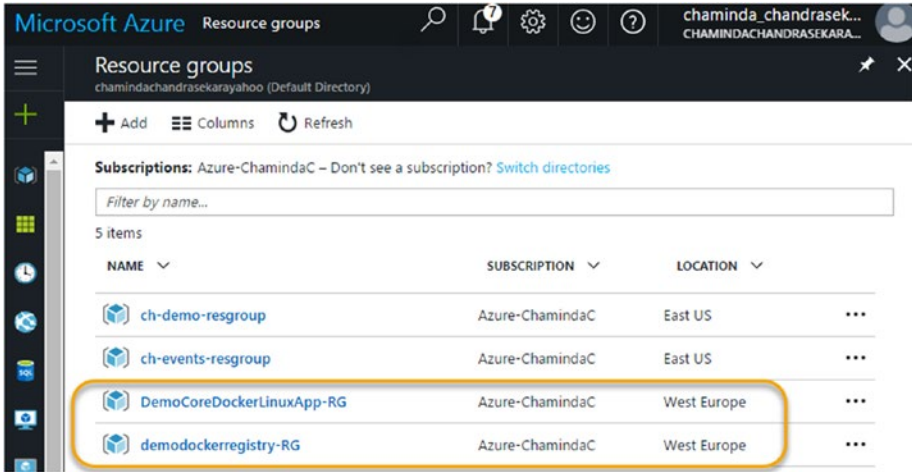 Microsoft Azure Resource groups 7 chaminda_chandrasek...
CHAMINDACHANDRASEKARA...
Resource groups
chamindachandrasekarayahoo (Default Directory)
Add Columns Refresh
Subscriptions: Azure-ChamindaC – Don't see a subscription? Switch directories
Filter by name...
5 items
NAME SUBSCRIPTION LOCATION
ch-demo-resgroup Azure-ChamindaC East US ...
ch-events-resgroup Azure-ChamindaC East US ...
DemoCoreDockerLinuxApp-RG Azure-ChamindaC West Europe ...
demodockerregistry-RG Azure-ChamindaC West Europe ...